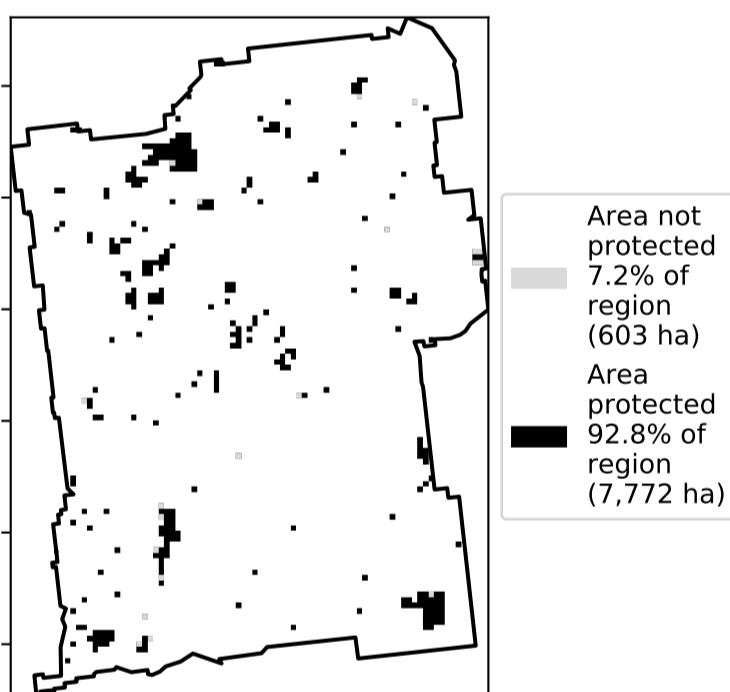 Area not
protected
7.2% of
region
(603 ha)
Area
protected
92.8% of
region
(7,772 ha)